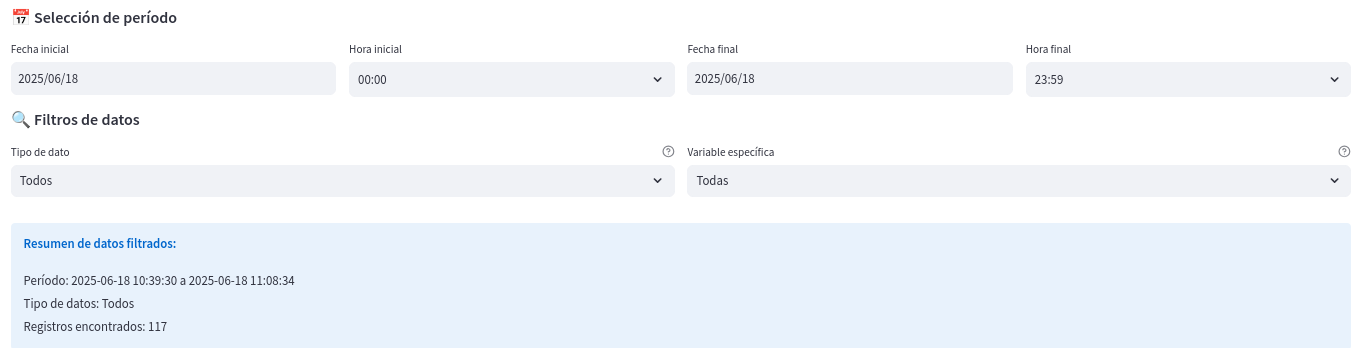 📅 Selección de período
Fecha inicial Hora inicial Fecha final Hora final
2025/06/18 00:00 2025/06/18 23:59
🔍 Filtros de datos
Tipo de dato Variable específica
Todos Todas
Resumen de datos filtrados:
Período: 2025-06-18 10:39:30 a 2025-06-18 11:08:34
Tipo de datos: Todos
Registros encontrados: 117